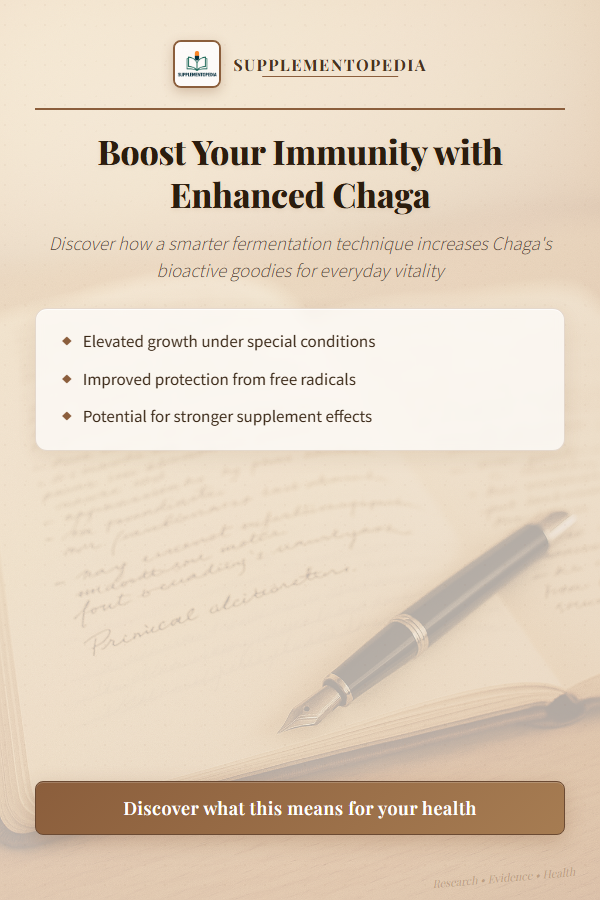 SUPPLEMENTOPEDIA
SUPPLEMENTOPEDIA
Boost Your Immunity with
Enhanced Chaga
Discover how a smarter fermentation technique increases Chaga's
bioactive goodies for everyday vitality
◆ Elevated growth under special conditions
◆ Improved protection from free radicals
◆ Potential for stronger supplement effects
Discover what this means for your health
Research • Evidence • Health